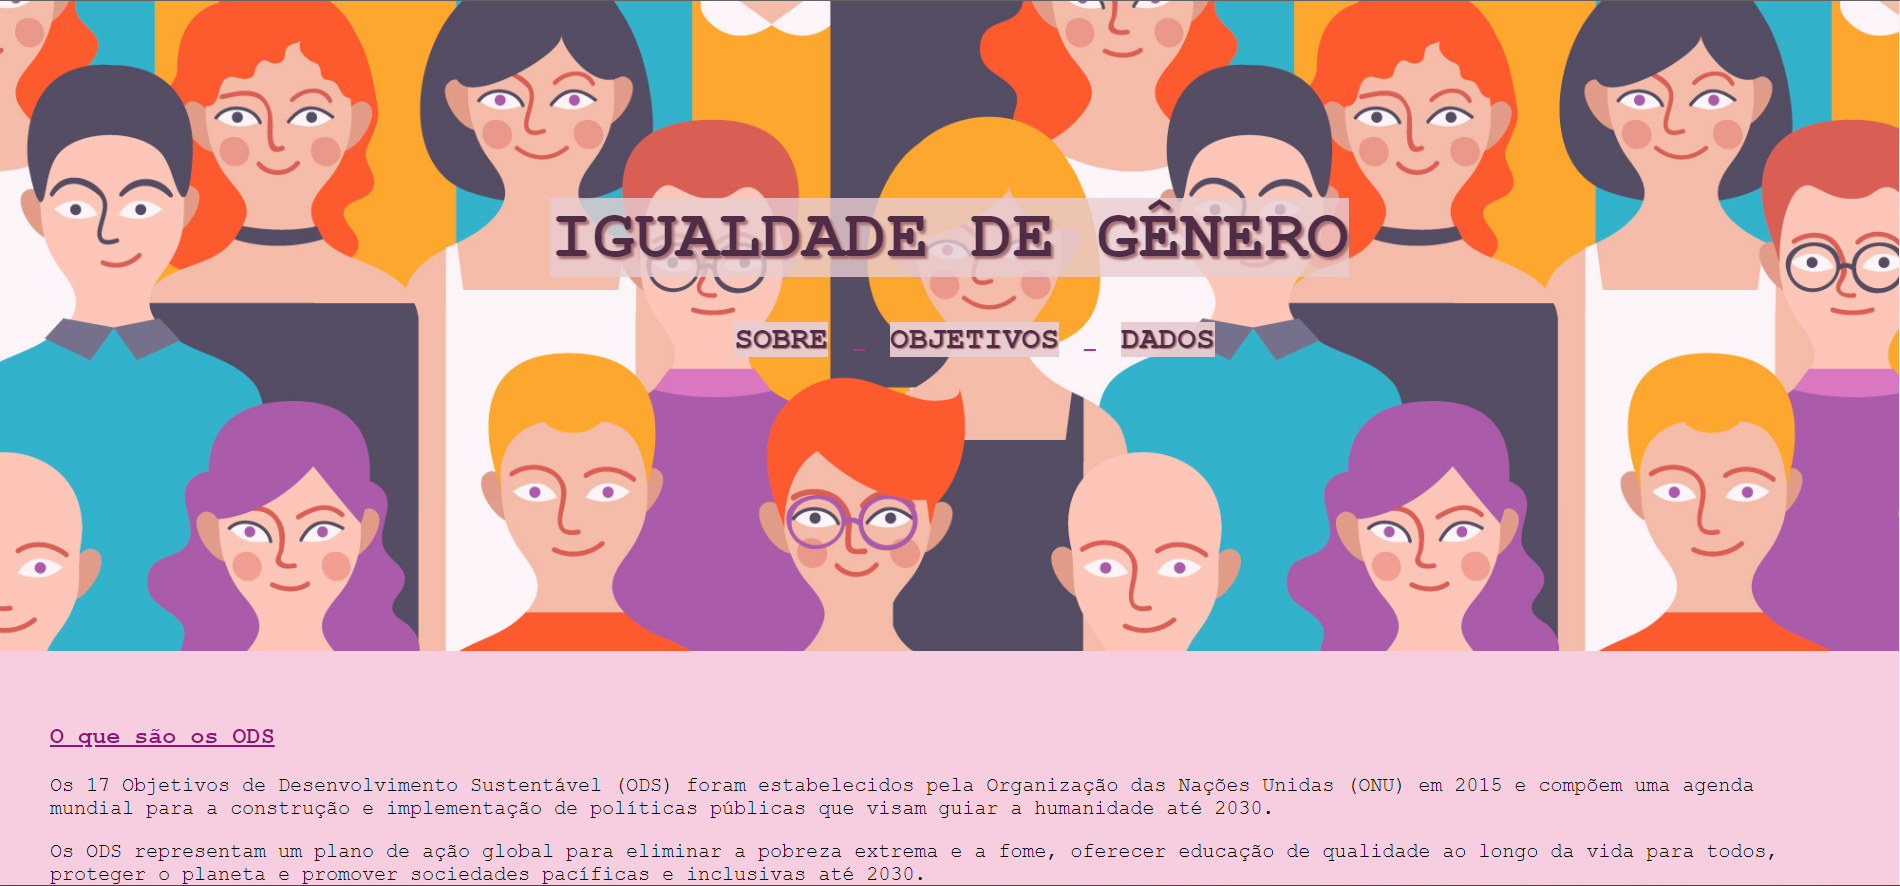 IGUALDADE DE GÊNERO
SOBRE _ OBJETIVOS _ DADOS
O que são os ODS
Os 17 Objetivos de Desenvolvimento Sustentável (ODS) foram estabelecidos pela Organização das Nações Unidas (ONU) em 2015 e compõem uma agenda
mundial para a construção e implementação de políticas públicas que visam guiar a humanidade até 2030.
Os ODS representam um plano de ação global para eliminar a pobreza extrema e a fome, oferecer educação de qualidade ao longo da vida para todos,
proteger o planeta e promover sociedades pacíficas e inclusivas até 2030.